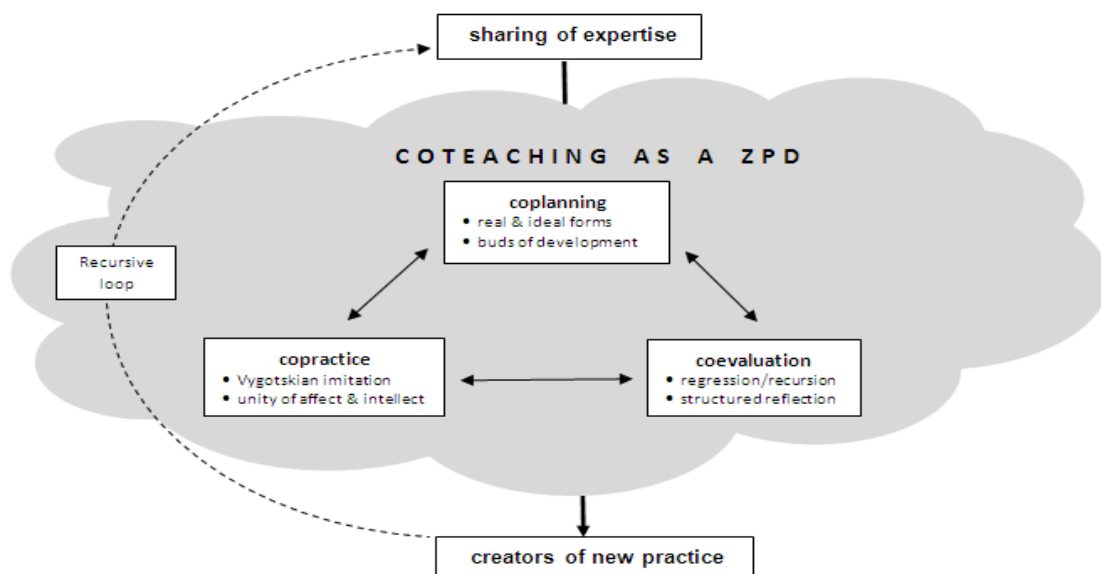 sharing of expertise
COTEACHING AS A ZPD
coplanning
• real & ideal forms
• buds of development
Recursive
loop
copractice
• Vygotskian imitation
• unity of affect & intellect
coevaluation
• regression/recursion
• structured reflection
creators of new practice